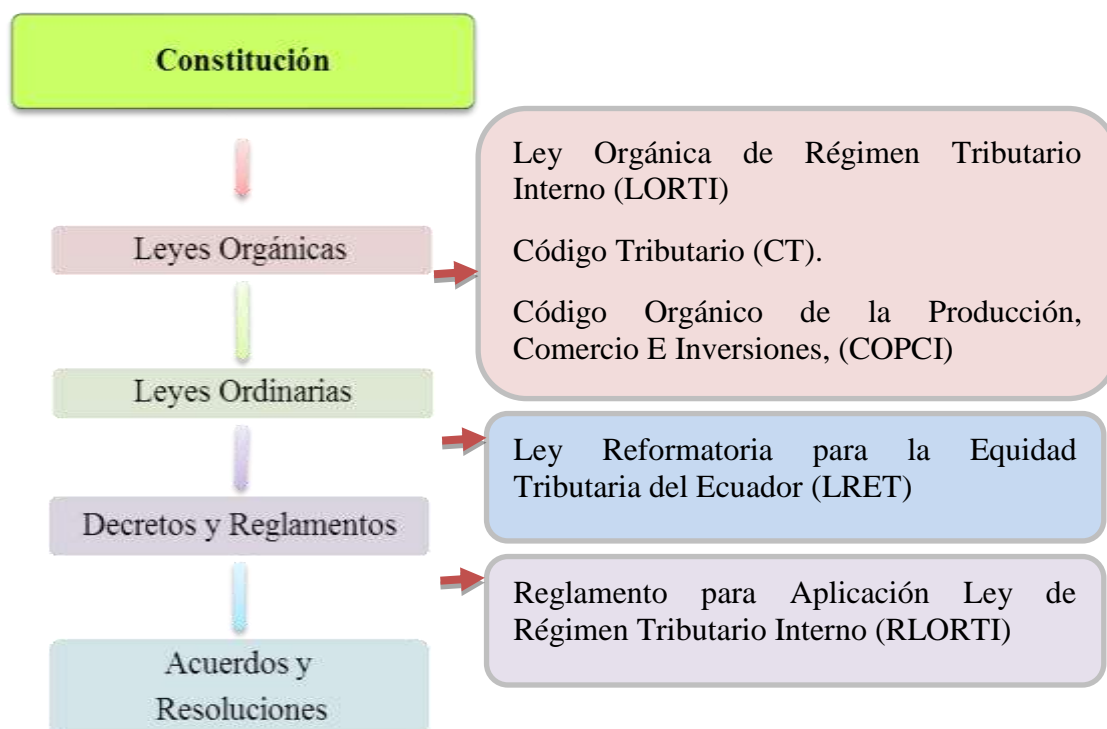 Constitución
Leyes Orgánicas
Ley Orgánica de Régimen Tributario
Interno (LORTI)
Código Tributario (CT).
Código Orgánico de la Producción,
Comercio E Inversiones, (COPCI)
Leyes Ordinarias
Ley Reformatoria para la Equidad
Tributaria del Ecuador (LRET)
Decretos y Reglamentos
Reglamento para Aplicación Ley de
Régimen Tributario Interno (RLORTI)
Acuerdos y
Resoluciones